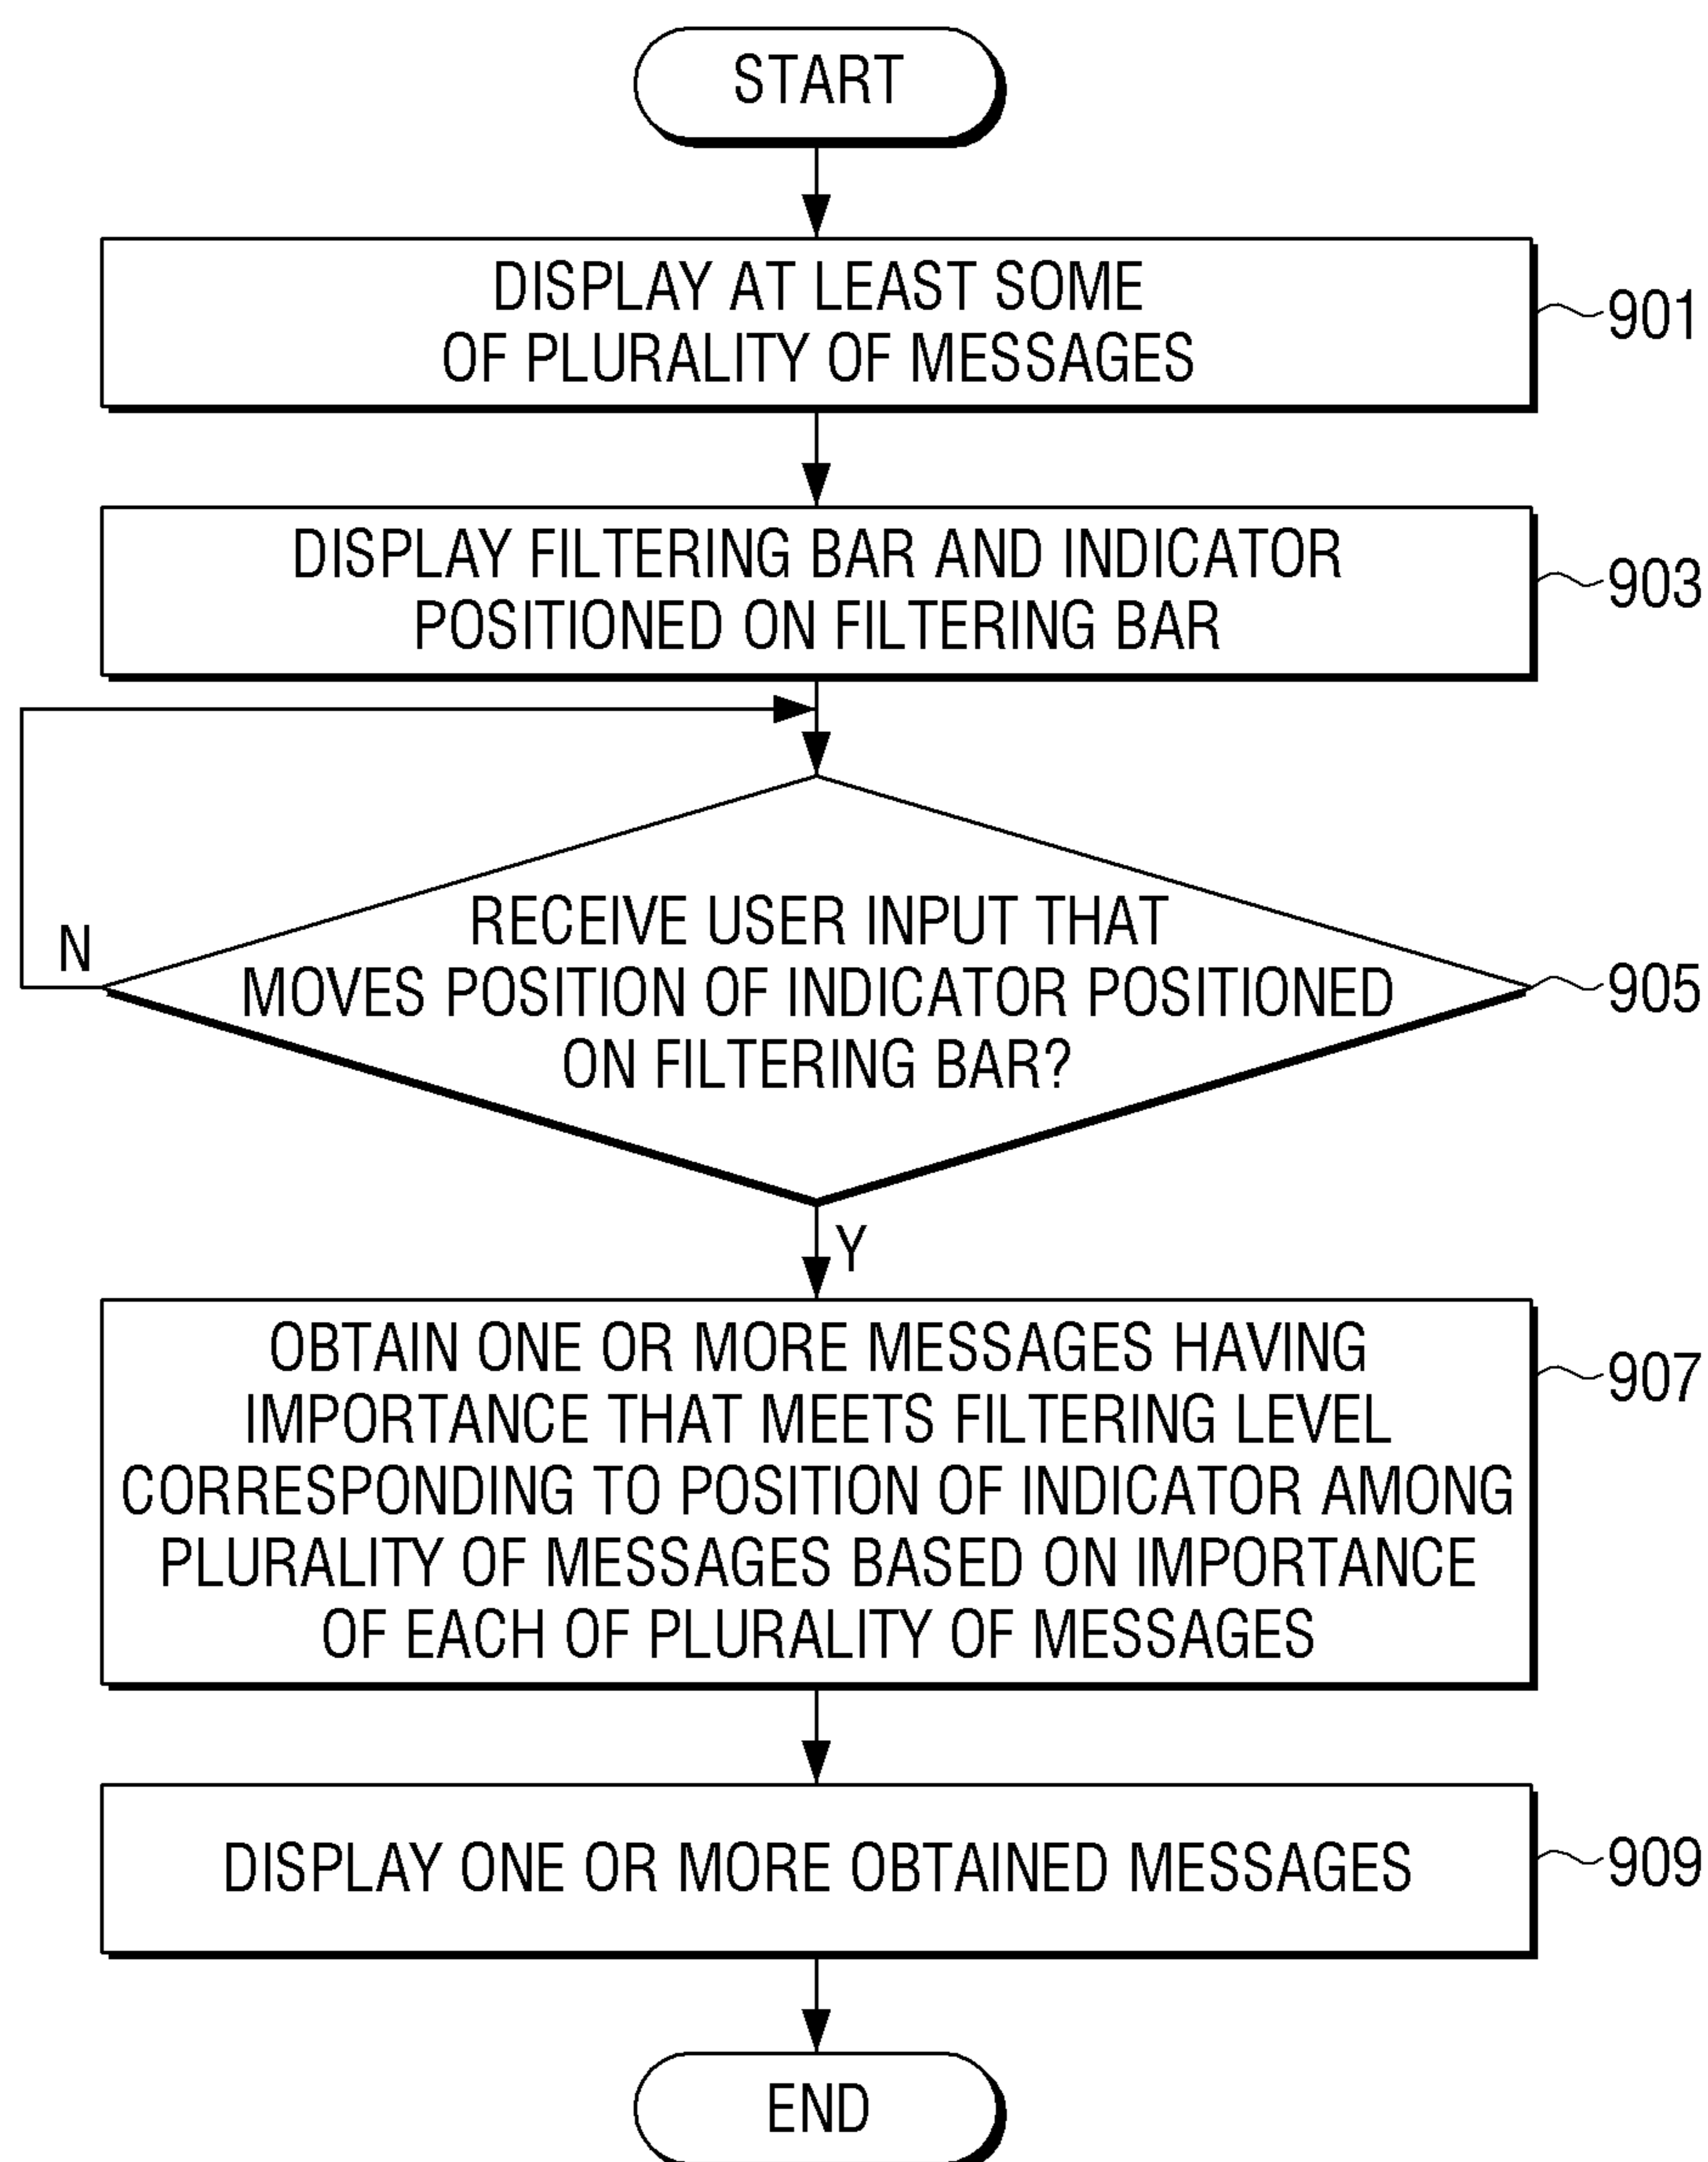 START
DISPLAY AT LEAST SOME
OF PLURALITY OF MESSAGES
901
DISPLAY FILTERING BAR AND INDICATOR
POSITIONED ON FILTERING BAR
903
RECEIVE USER INPUT THAT
MOVES POSITION OF INDICATOR POSITIONED
ON FILTERING BAR?
N
905
Y
OBTAIN ONE OR MORE MESSAGES HAVING
IMPORTANCE THAT MEETS FILTERING LEVEL
CORRESPONDING TO POSITION OF INDICATOR AMONG
PLURALITY OF MESSAGES BASED ON IMPORTANCE
OF EACH OF PLURALITY OF MESSAGES
907
DISPLAY ONE OR MORE OBTAINED MESSAGES
909
END